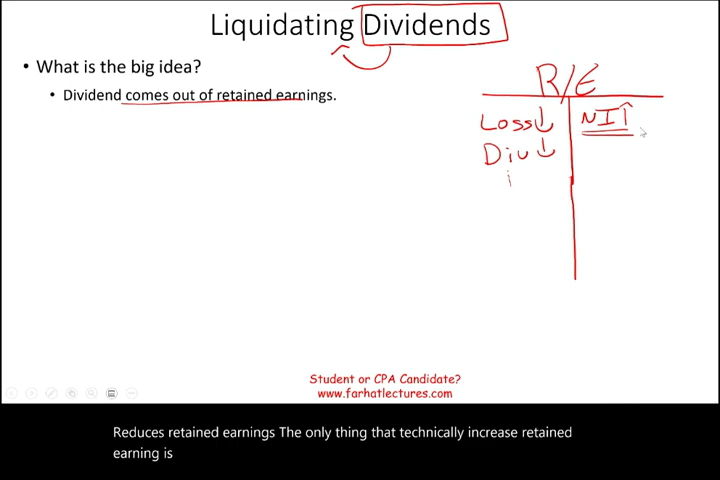 Liquidating Dividends
• What is the big idea?
• Dividend comes out of retained earnings.
R/E
Loss↓ NI↑
Div↓
Student or CPA Candidate?
www.farhatlectures.com
Reduces retained earnings. The only thing that technically increase retained
earning is